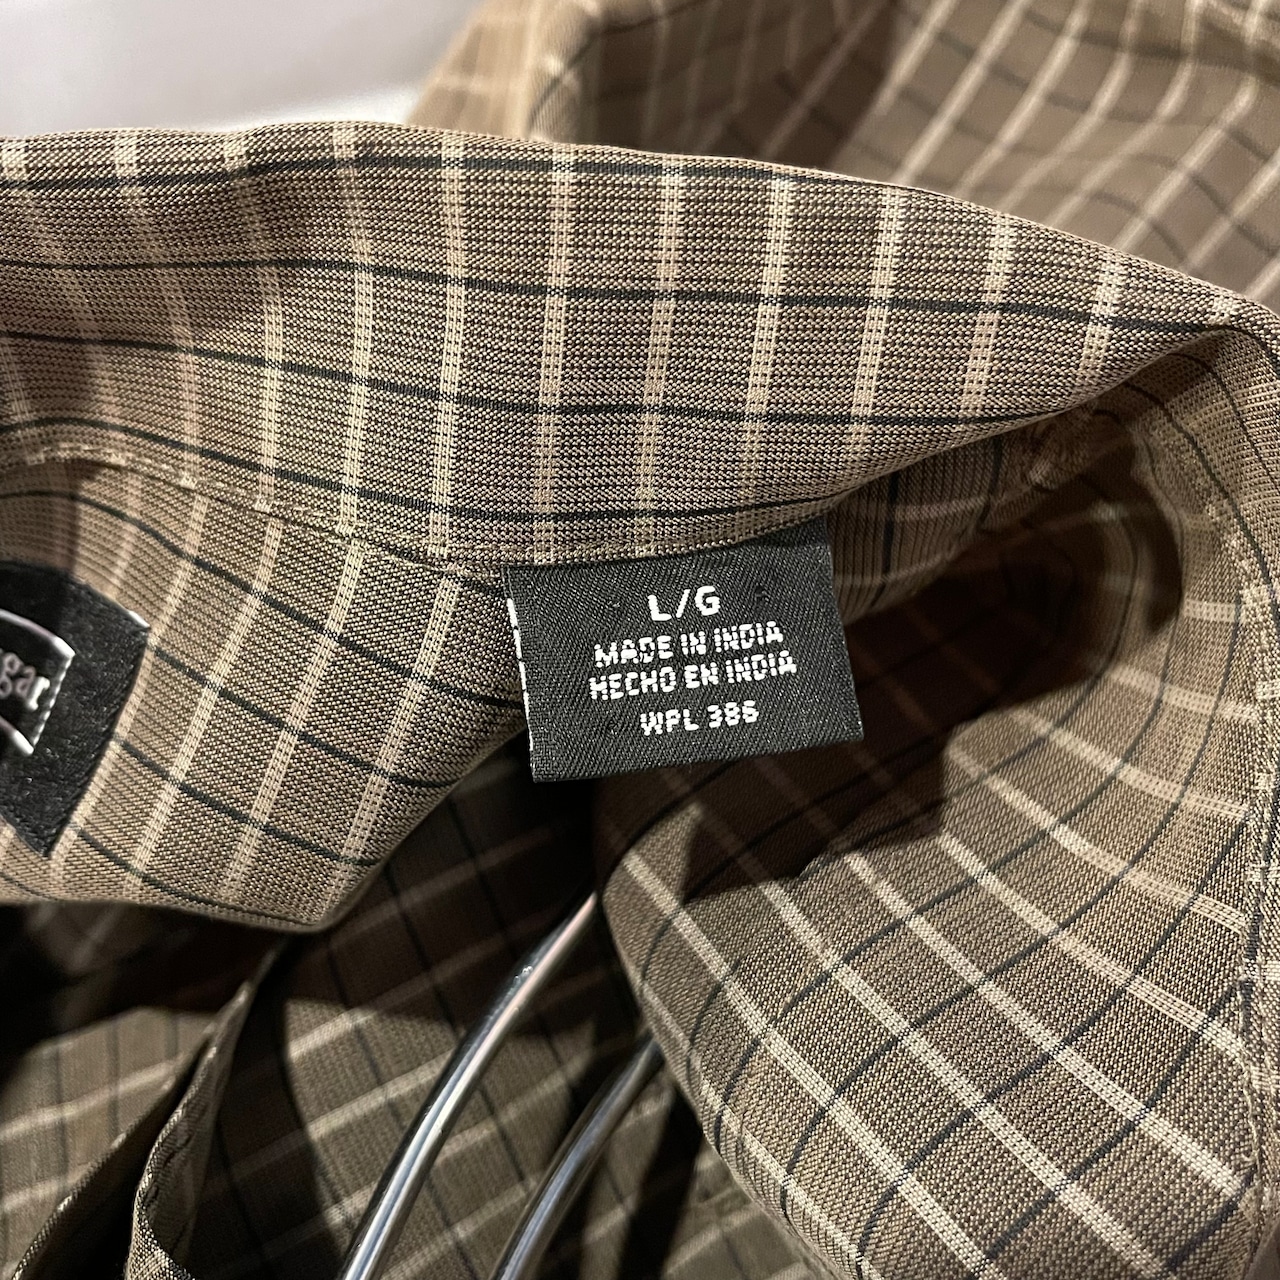 L/G
MADE IN INDIA
HECHO EN INDIA
WPL 386